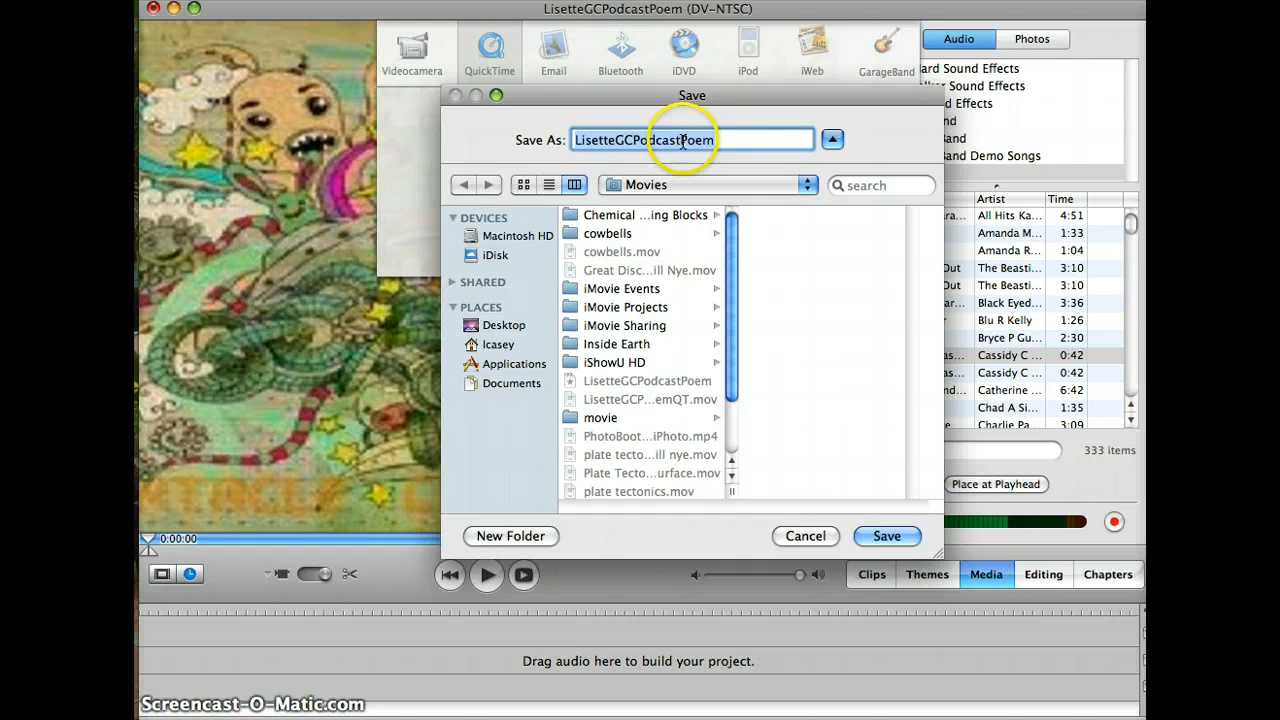 LisetteGCPodcastPoem (DV-NTSC)
Videocamera QuickTime Email Bluetooth iDVD iPod iWeb GarageBand
Audio Photos
ard Sound Effects
ker Sound Effects
Effects
nd
Band
Band Demo Songs
Save
Save As: LisetteGCPodcastPoem
Movies
search
DEVICES
Macintosh HD
iDisk
SHARED
PLACES
Desktop
lcasey
Applications
Documents
Chemical ...ing Blocks
cowbells
cowbells.mov
Great Disc...ill Nye.mov
iMovie Events
iMovie Projects
iMovie Sharing
Inside Earth
iShowU HD
LisetteGCPodcastPoem
LisetteGCP...emQT.mov
movie
PhotoBoot...iPhoto.mp4
plate tecto...ill nye.mov
Plate Tecto...urface.mov
plate tectonics.mov
New Folder Cancel Save
Artist Time
ara... All Hits Ka... 4:51
Amanda M... 1:33
Amanda R... 1:04
Out The Beasti... 3:10
Out The Beasti... 3:10
Black Eyed... 3:36
Blu R Kelly 1:26
Bryce P Gu... 2:30
as... Cassidy C ... 0:42
as... Cassidy C ... 0:42
Catherine ... 6:42
Chad A Si... 1:35
Charlie Pa... 3:09
333 items
Place at Playhead
0:00:00
Clips Themes Media Editing Chapters
Drag audio here to build your project.
Screencast-O-Matic.com